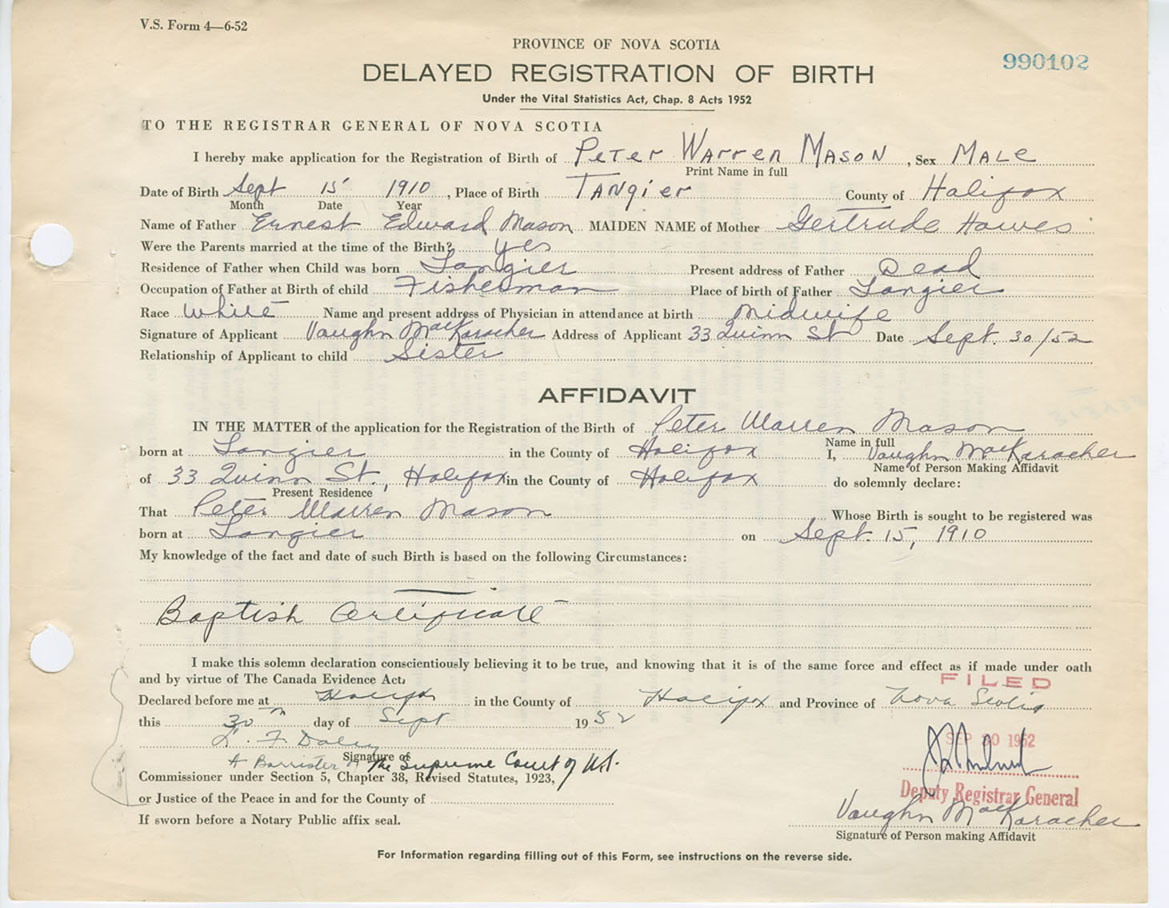 V.S. Form 4—6-52
PROVINCE OF NOVA SCOTIA
990102
DELAYED REGISTRATION OF BIRTH
Under the Vital Statistics Act, Chap. 8 Acts 1952
TO THE REGISTRAR GENERAL OF NOVA SCOTIA
I hereby make application for the Registration of Birth of Peter Warren Mason, Sex Male
Print Name in full
Date of Birth Sept 15 1910, Place of Birth Tangier County of Halifax
Month Date Year
Name of Father Ernest Edward Mason MAIDEN NAME of Mother Gertrude Hawes
Were the Parents married at the time of the Birth? Yes
Residence of Father when Child was born Tangier Present address of Father Dead
Occupation of Father at Birth of child Fisherman Place of birth of Father Tangier
Race White Name and present address of Physician in attendance at birth Midwife
Signature of Applicant Vaughn MacKaracher Address of Applicant 33 Quinn St Date Sept. 30/52
Relationship of Applicant to child Sister
AFFIDAVIT
IN THE MATTER of the application for the Registration of the Birth of Peter Warren Mason
Name in full
born at Tangier in the County of Halifax I, Vaughn MacKaracher
Name of Person Making Affidavit
of 33 Quinn St., Halifax in the County of Halifax do solemnly declare:
Present Residence
That Peter Warren Mason Whose Birth is sought to be registered was
born at Tangier on Sept. 15, 1910
My knowledge of the fact and date of such Birth is based on the following Circumstances:
Baptish Certificate
I make this solemn declaration conscientiously believing it to be true, and knowing that it is of the same force and effect as if made under oath
and by virtue of The Canada Evidence Act,
FILED
Declared before me at Halifax in the County of Halifax and Province of Nova Scotia
this 30th day of Sept 1952
L. F. Daley
SEP 30 1952
Signature of
A Barrister of the Supreme Court of N.S.
Commissioner under Section 5, Chapter 38, Revised Statutes, 1923,
Deputy Registrar General
or Justice of the Peace in and for the County of
Vaughn MacKaracher
If sworn before a Notary Public affix seal.
Signature of Person making Affidavit
For Information regarding filling out of this Form, see instructions on the reverse side.